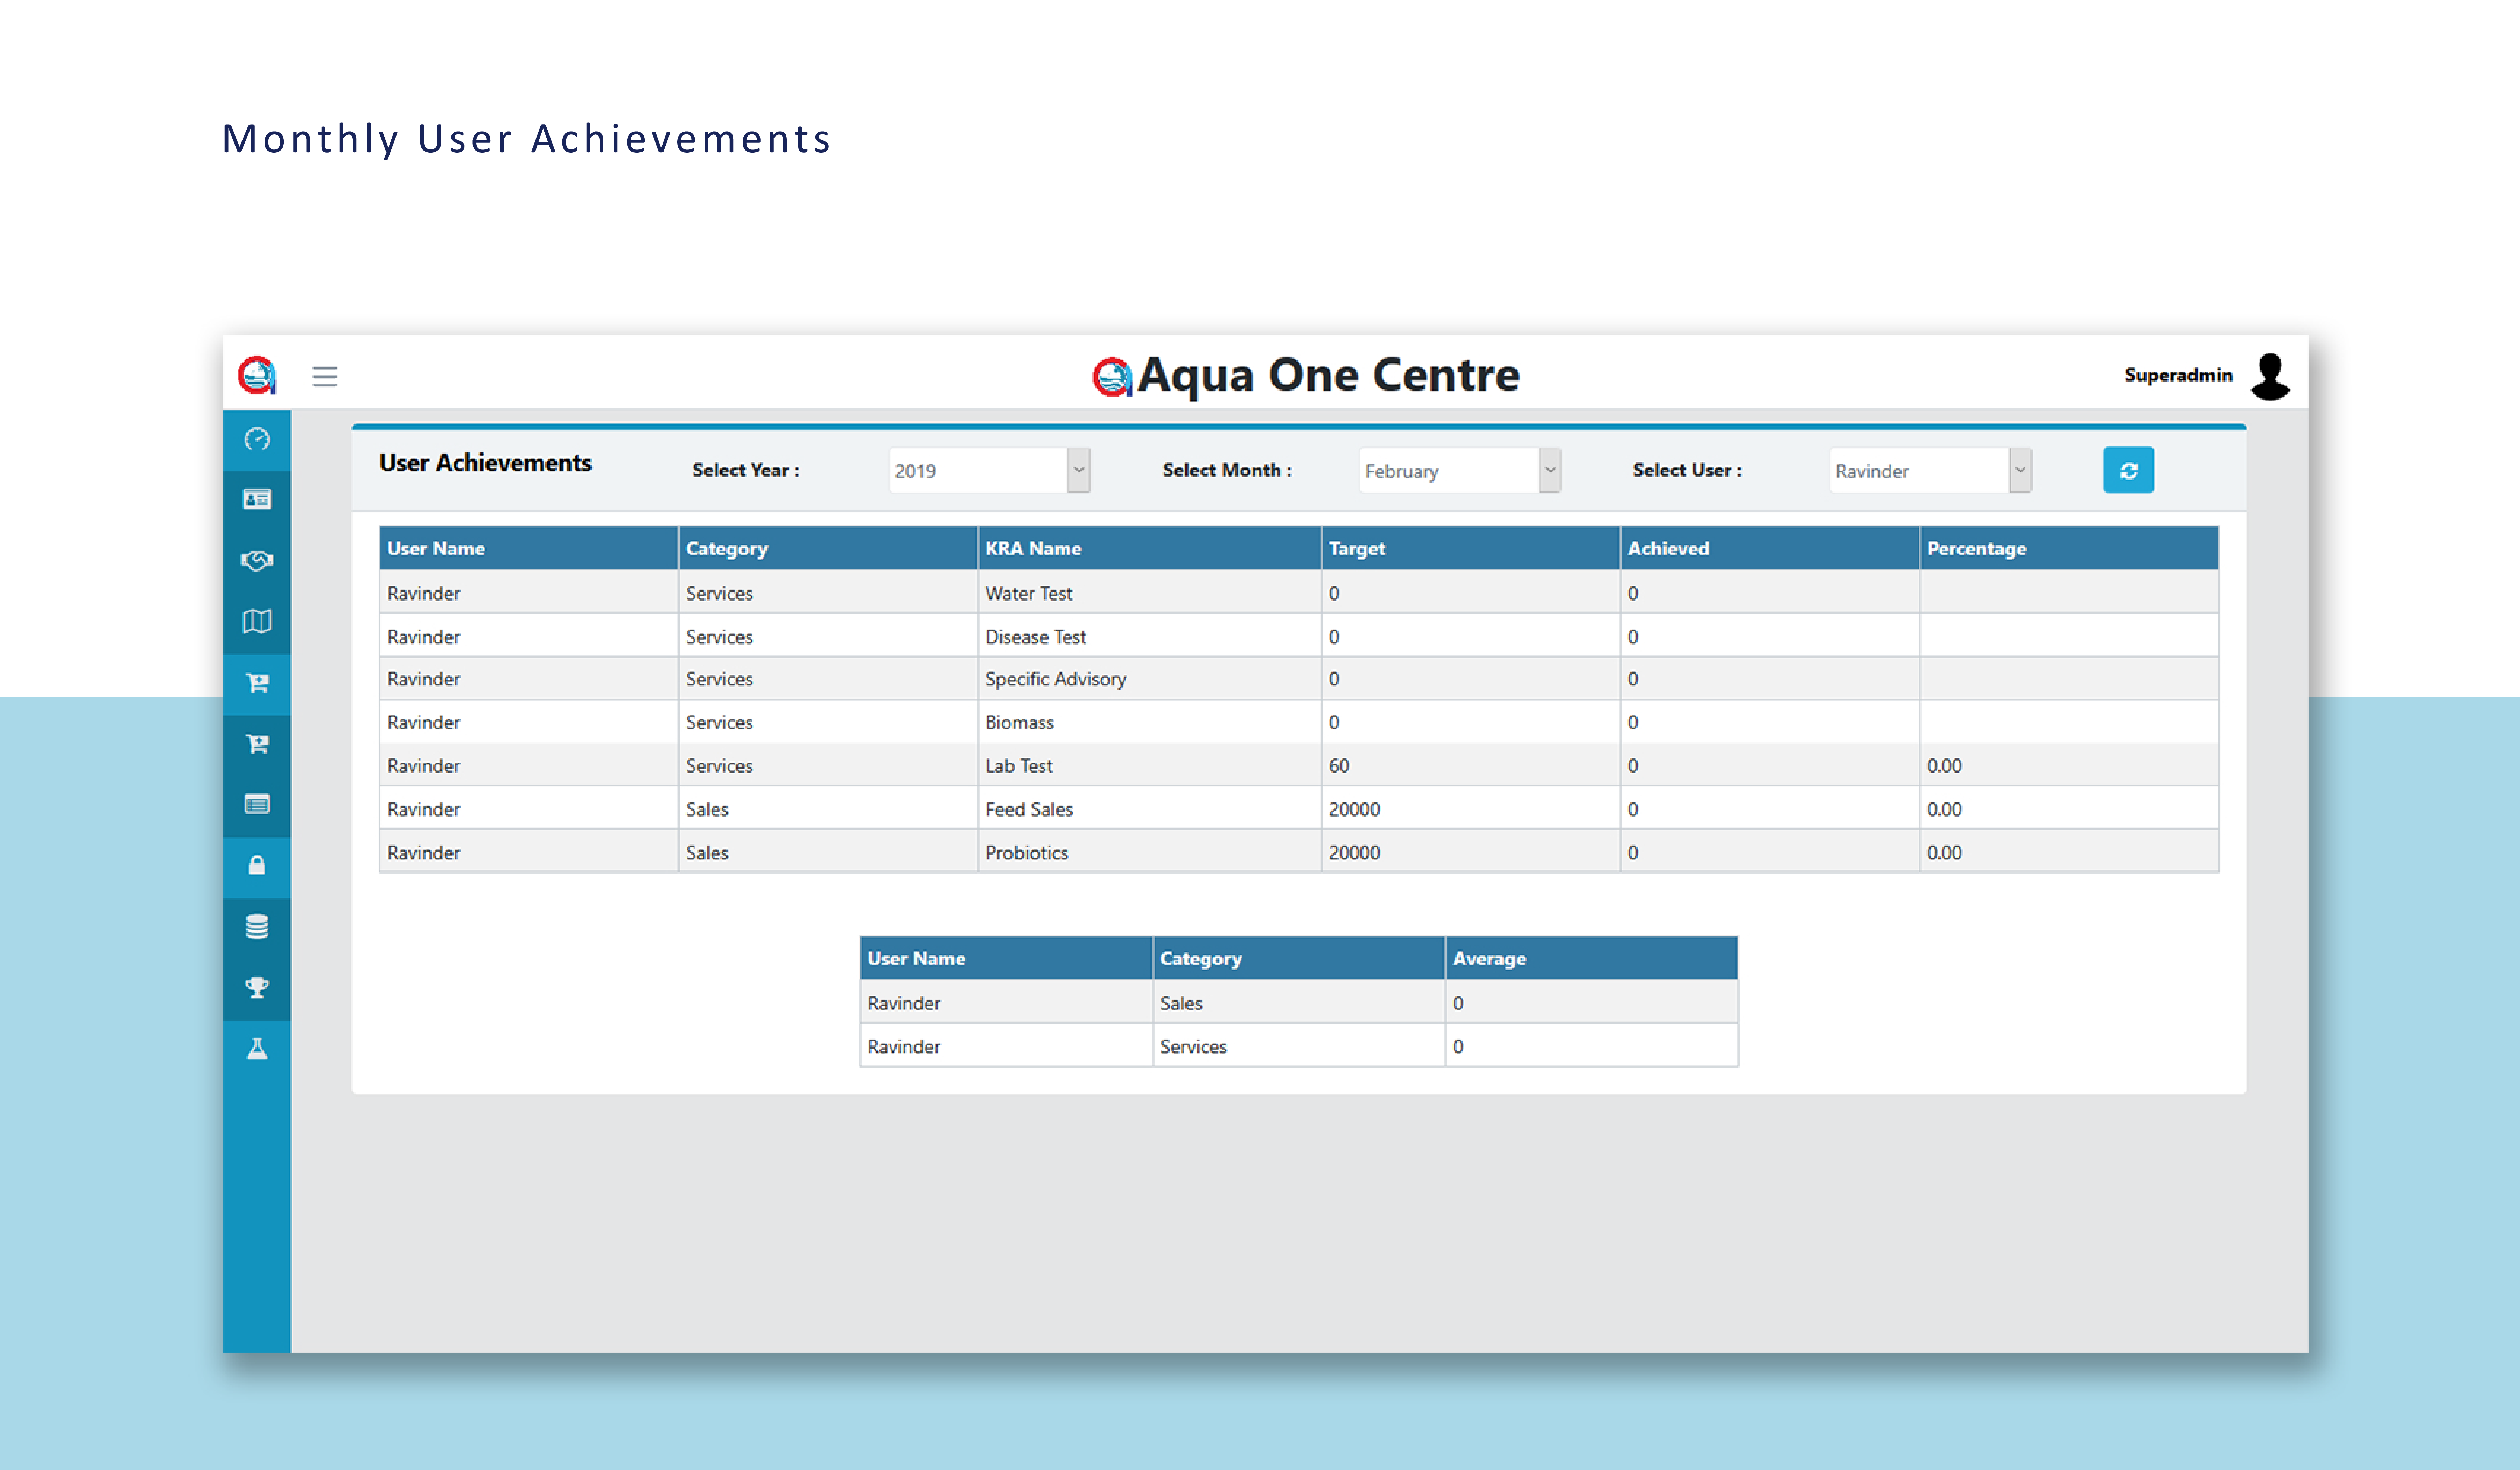 Monthly User Achievements
Aqua One Centre
Superadmin
User Achievements Select Year : 2019 Select Month : February Select User : Ravinder
User Name Category KRA Name Target Achieved Percentage
Ravinder Services Water Test 0 0
Ravinder Services Disease Test 0 0
Ravinder Services Specific Advisory 0 0
Ravinder Services Biomass 0 0
Ravinder Services Lab Test 60 0 0.00
Ravinder Sales Feed Sales 20000 0 0.00
Ravinder Sales Probiotics 20000 0 0.00
User Name Category Average
Ravinder Sales 0
Ravinder Services 0